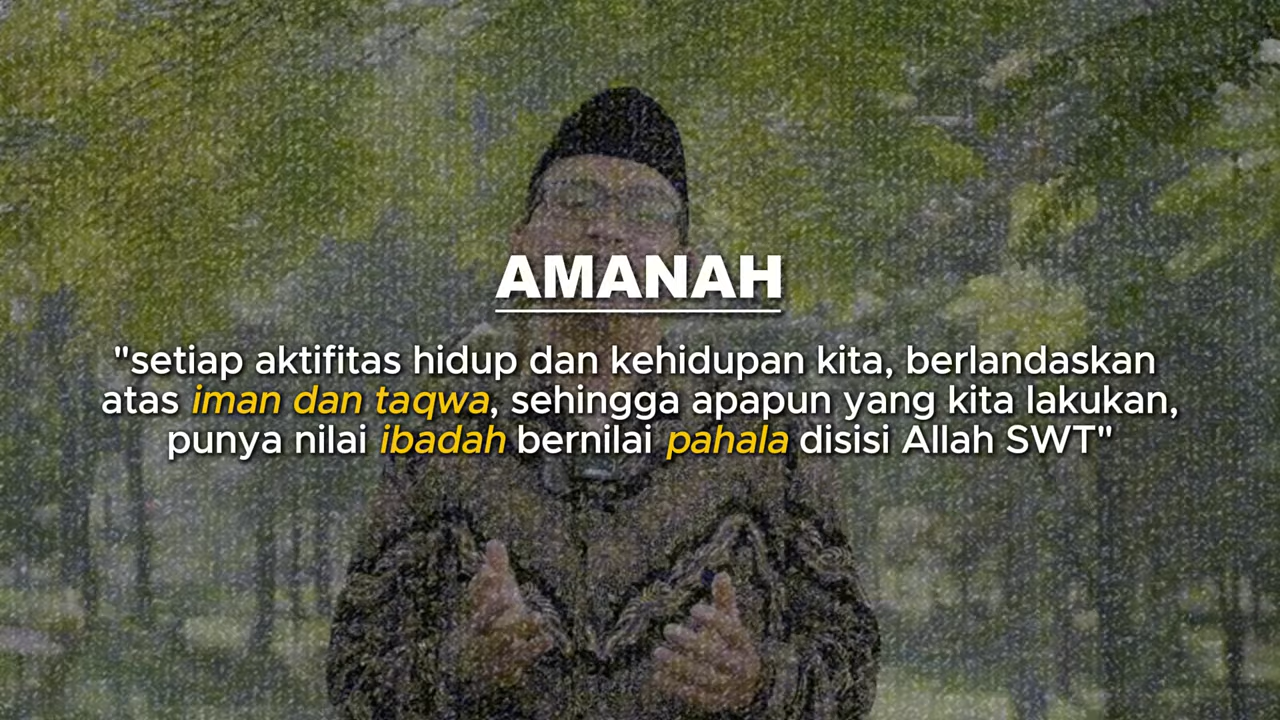 AMANAH
"setiap aktifitas hidup dan kehidupan kita, berlandaskan
atas iman dan taqwa, sehingga apapun yang kita lakukan,
punya nilai ibadah bernilai pahala disisi Allah SWT"